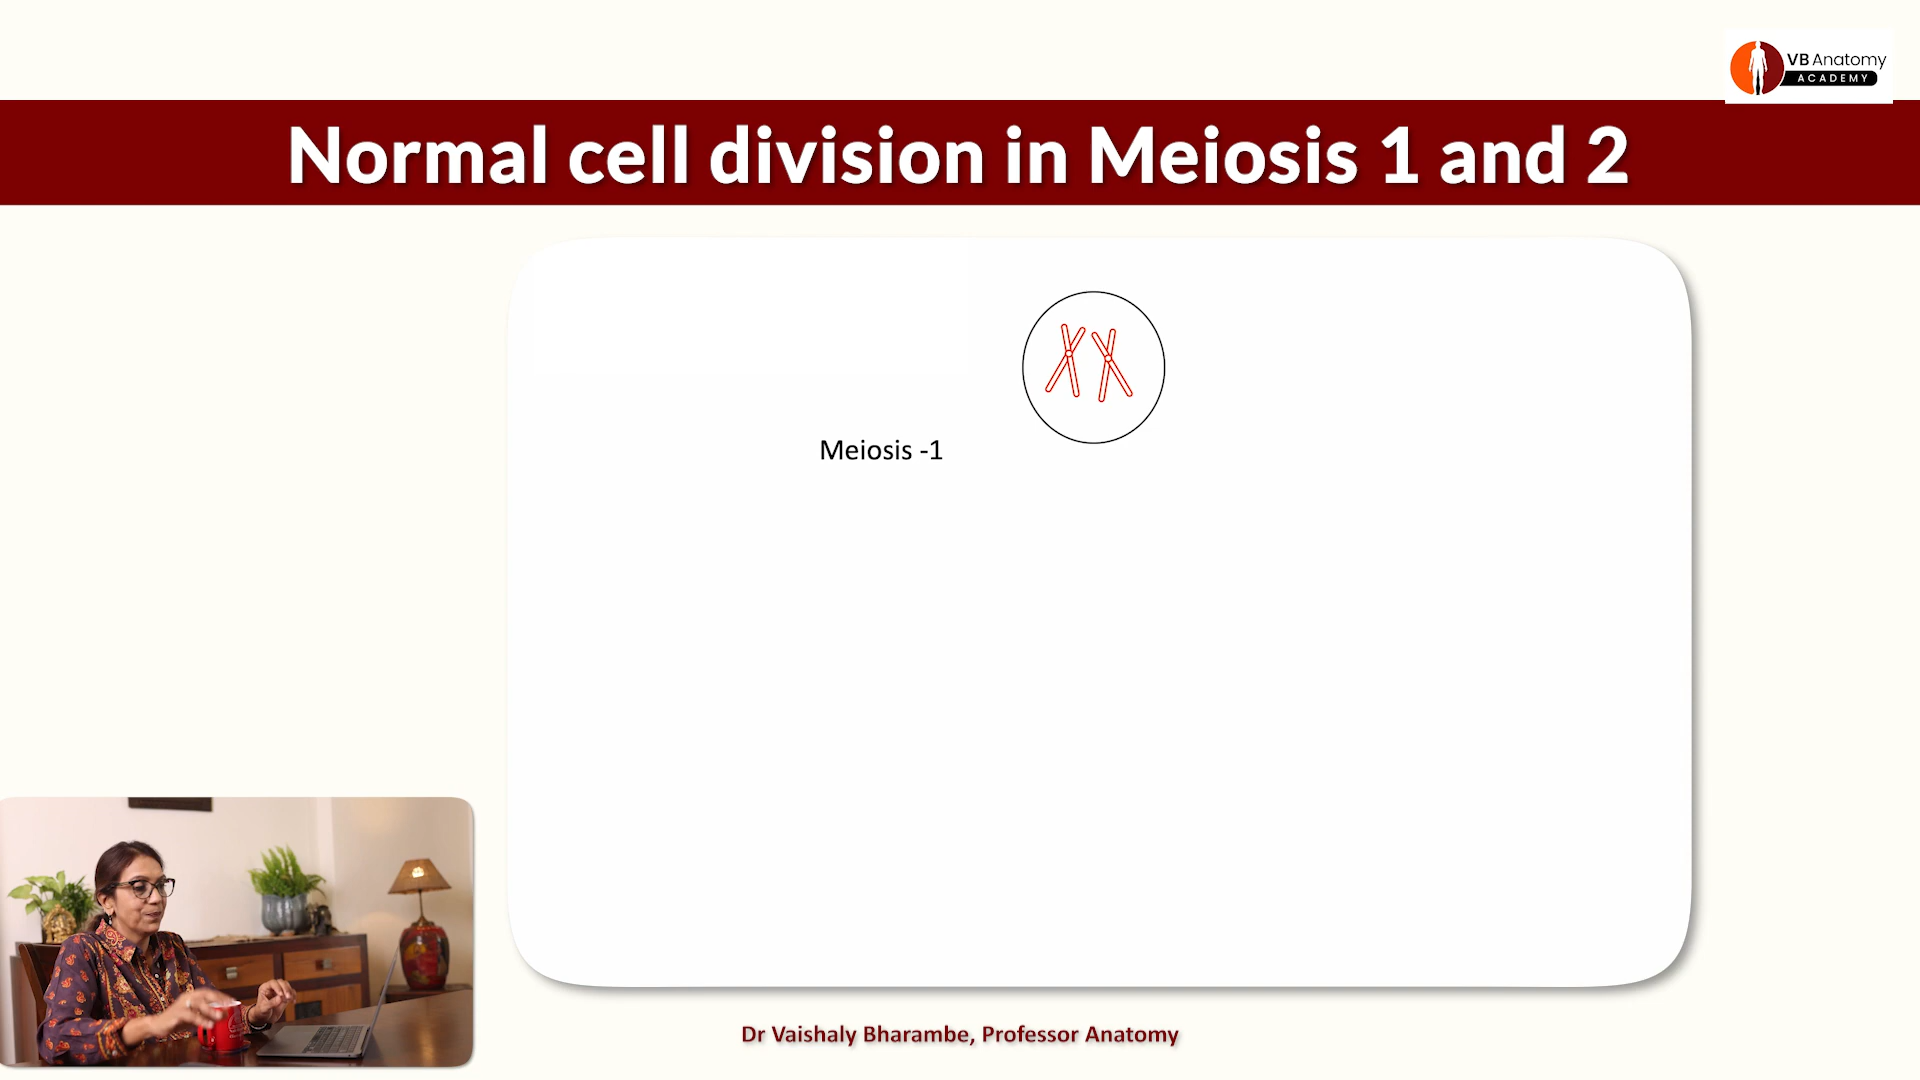 VB Anatomy
ACADEMY
Normal cell division in Meiosis 1 and 2
Meiosis -1
Dr Vaishaly Bharambe, Professor Anatomy